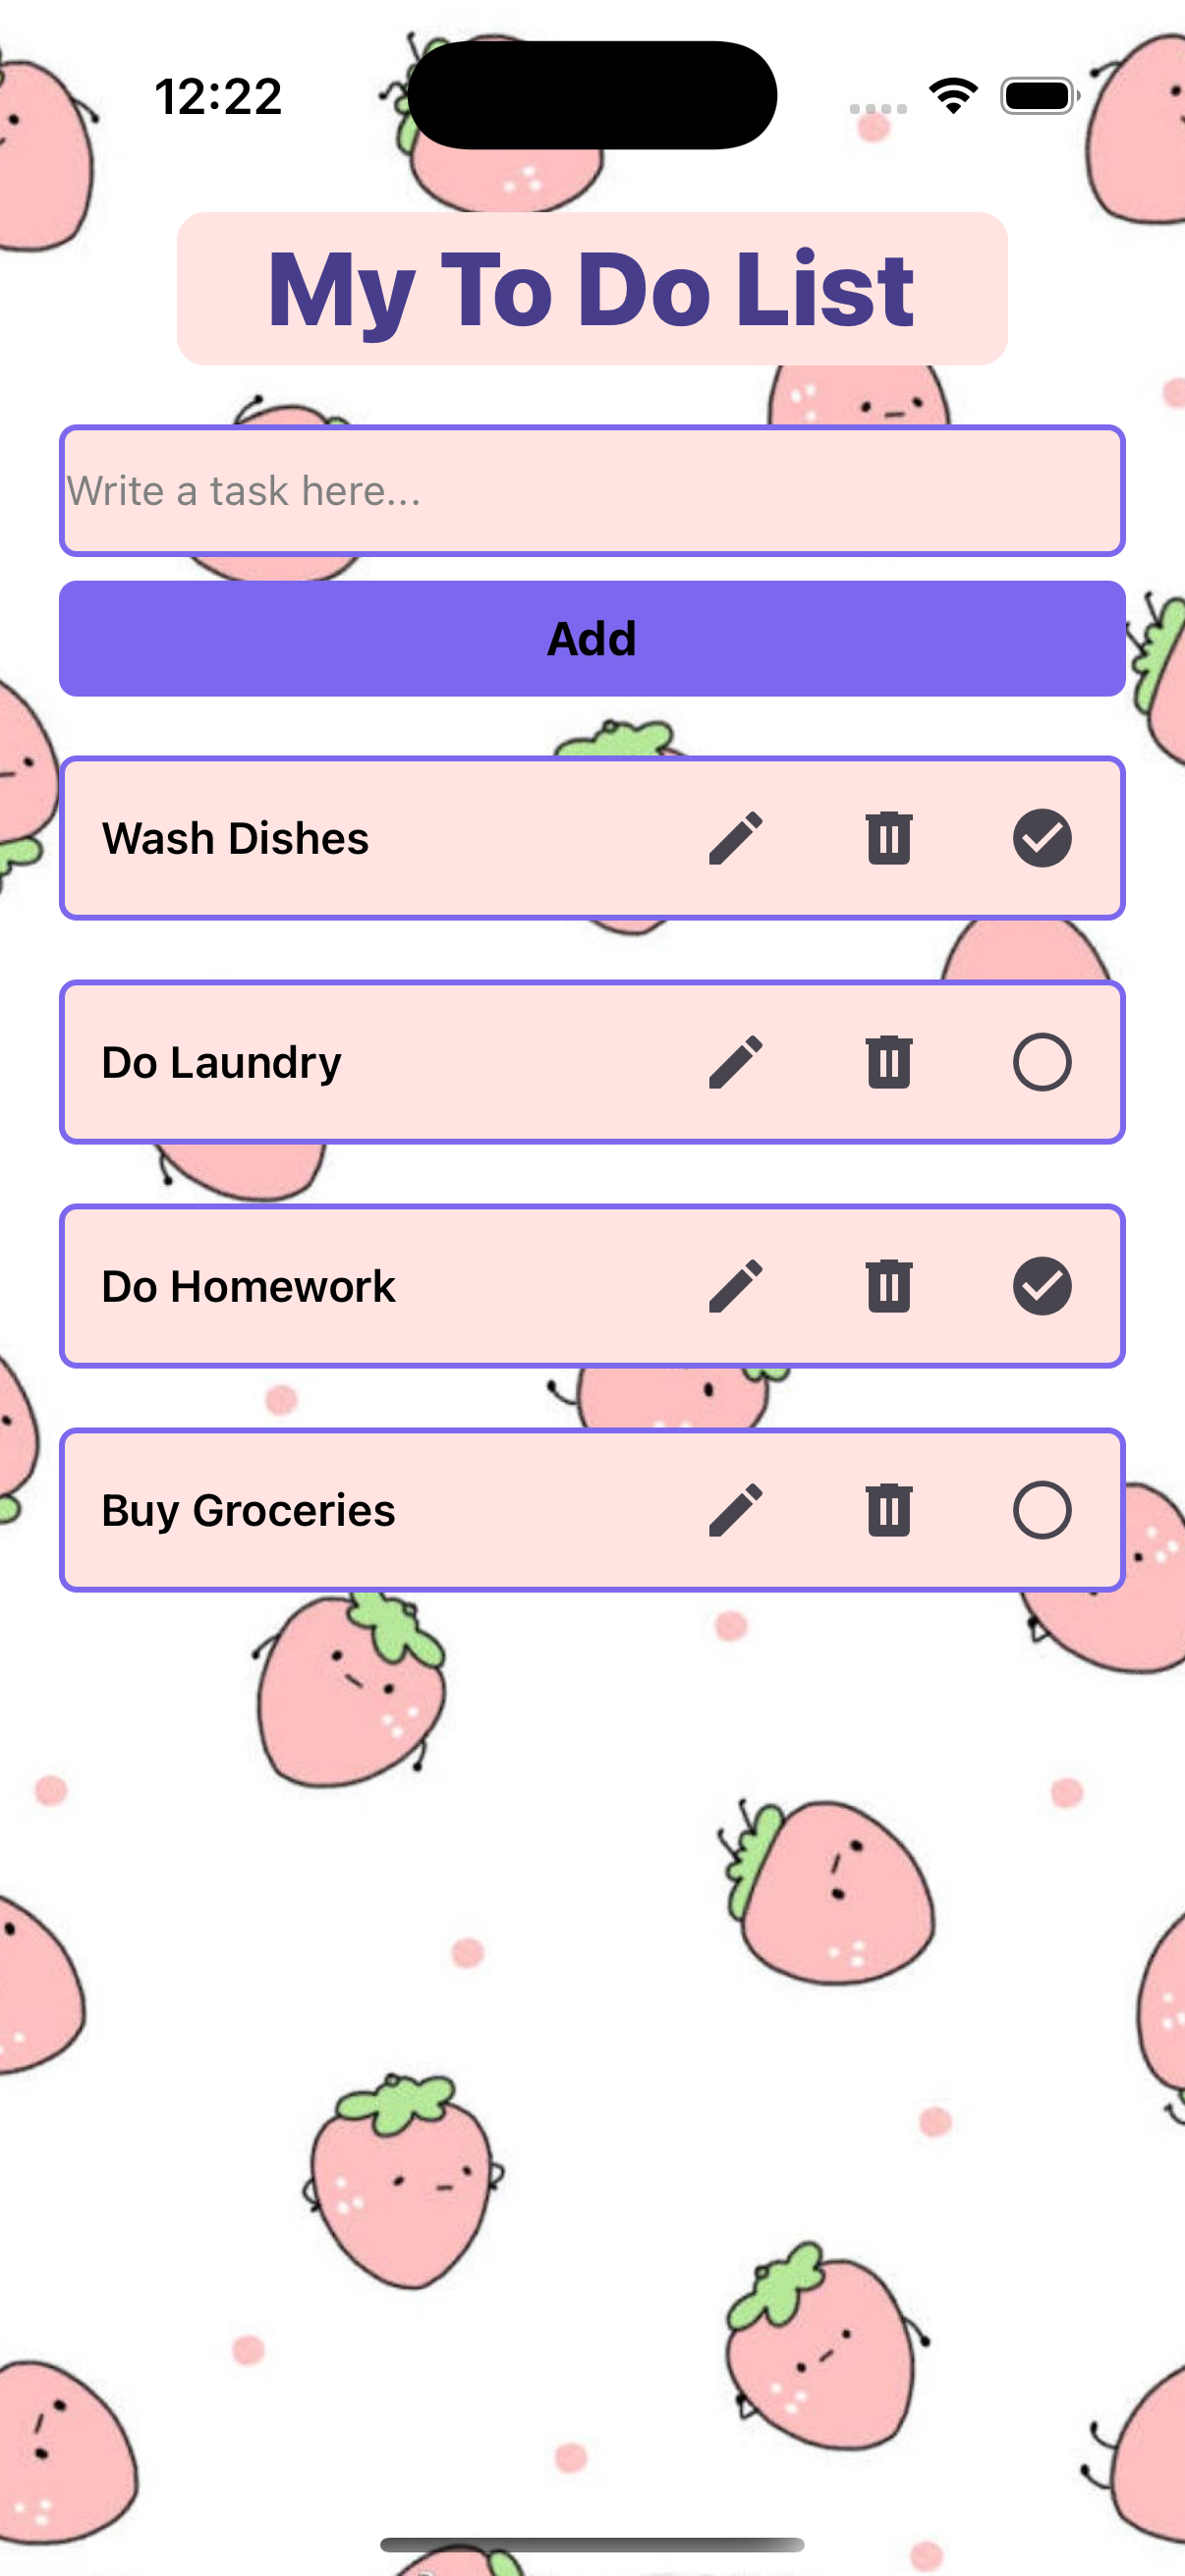 12:22
My To Do List
Write a task here...
Add
Wash Dishes
Do Laundry
Do Homework
Buy Groceries